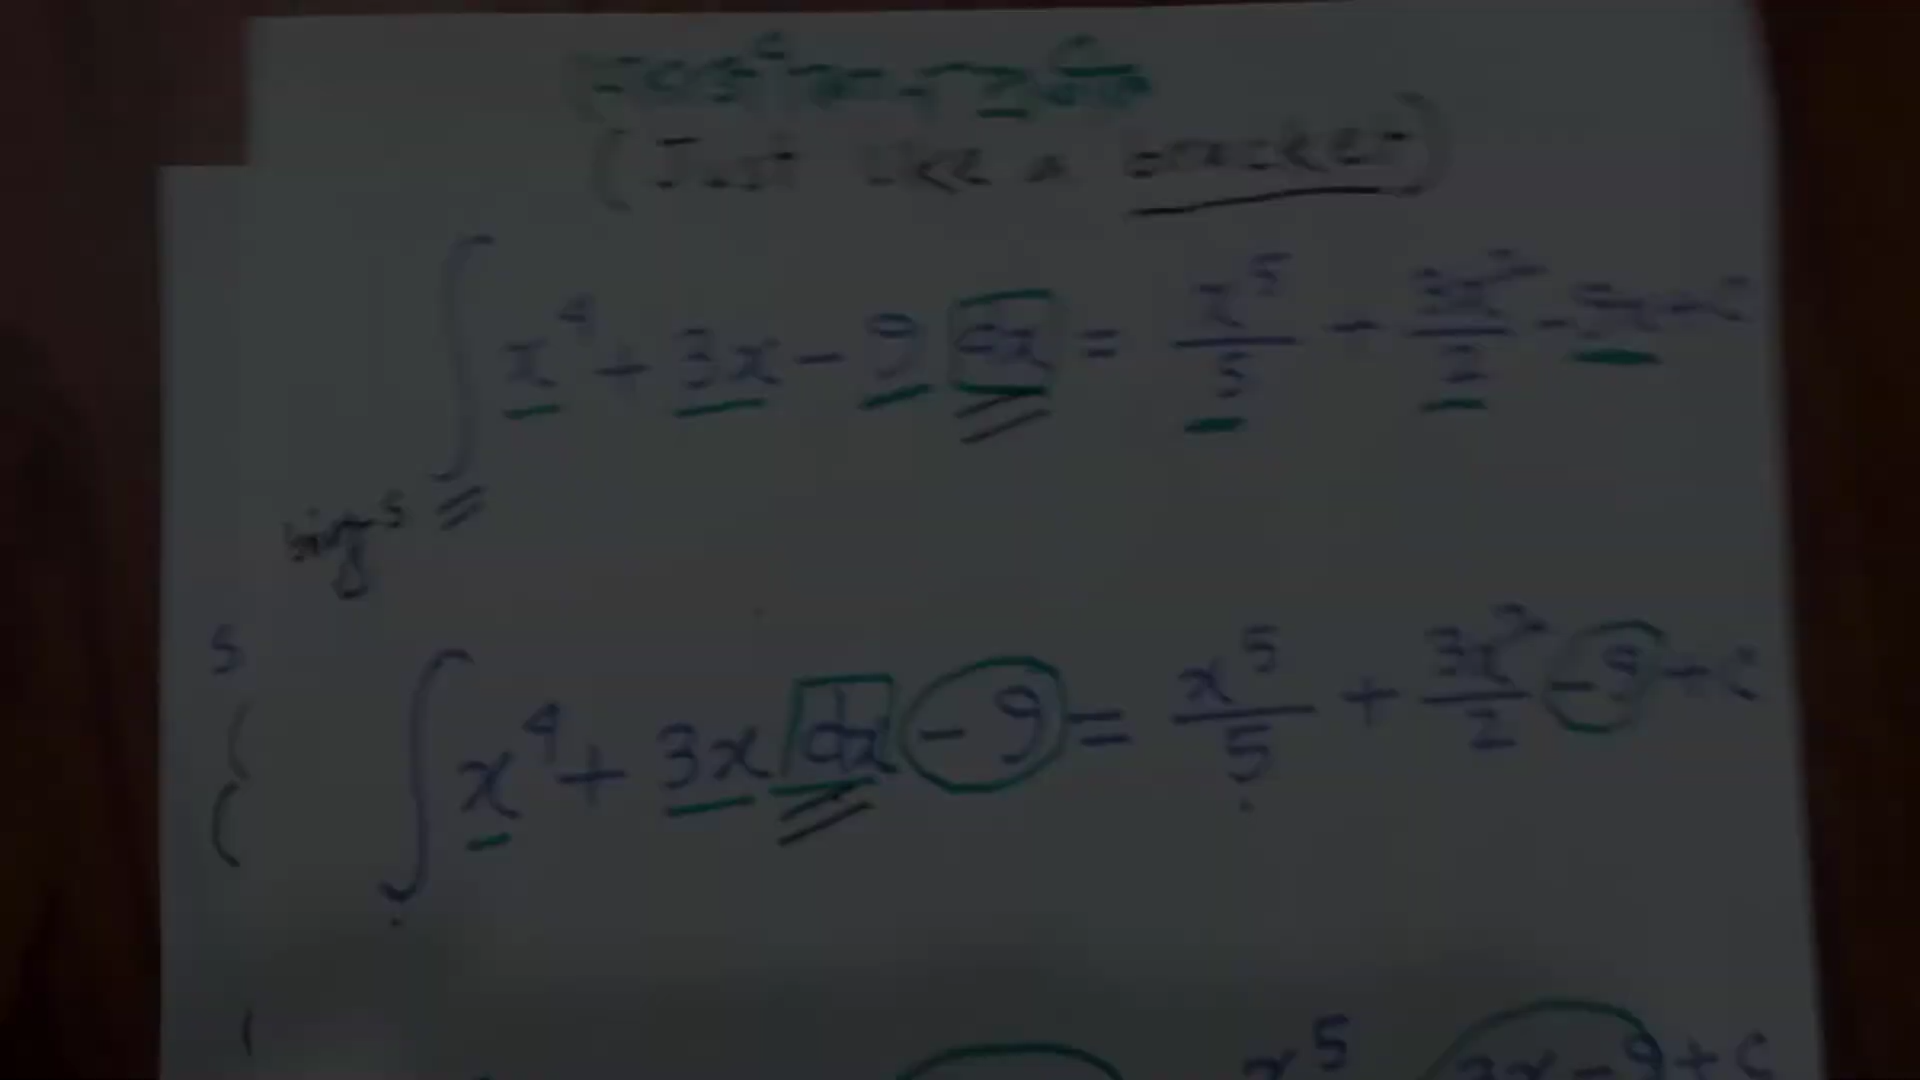 (Just like a bracket)
∫ x⁴ + 3x - 9 dx = x⁵/5 + 3x²/2 - 9x + C
big S
S
∫ x⁴ + 3x dx - 9 = x⁵/5 + 3x²/2 - 9 + C
x⁵ 3x - 9 + C